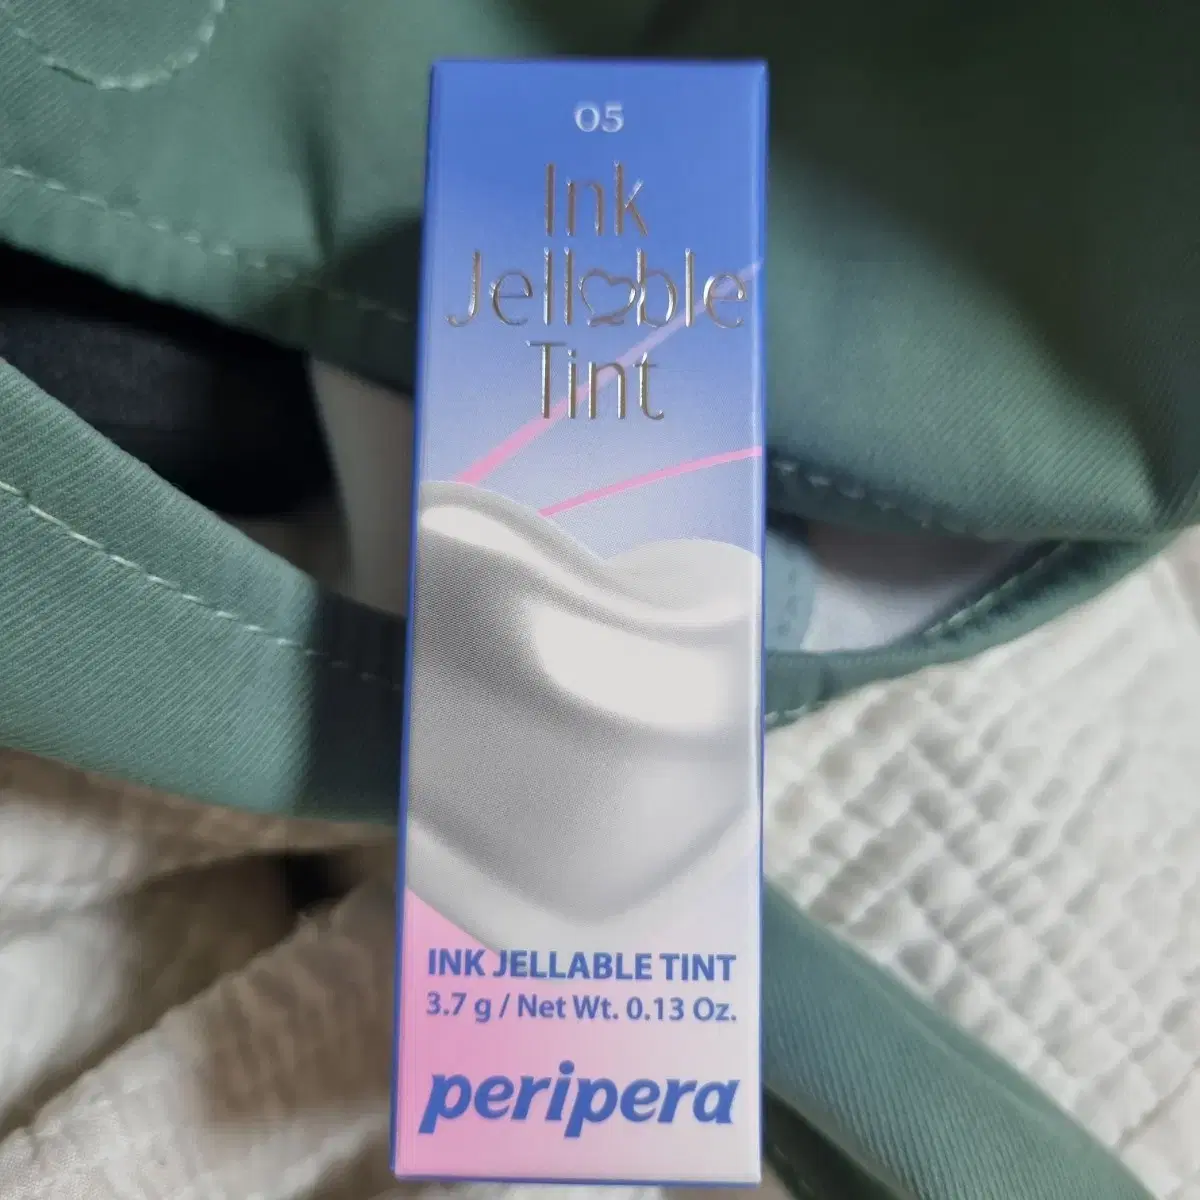 05
Ink
Jellable
Tint
INK JELLABLE TINT
3.7 g / Net Wt. 0.13 Oz.
peripera